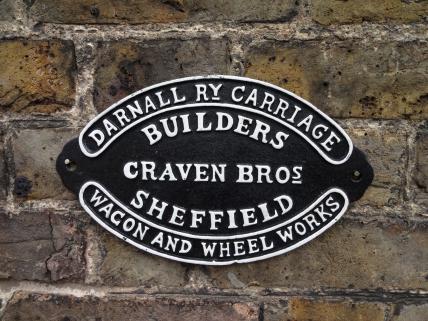 DARNALL RY CARRIAGE
BUILDERS
CRAVEN BROS
SHEFFIELD
WAGON AND WHEEL WORKS